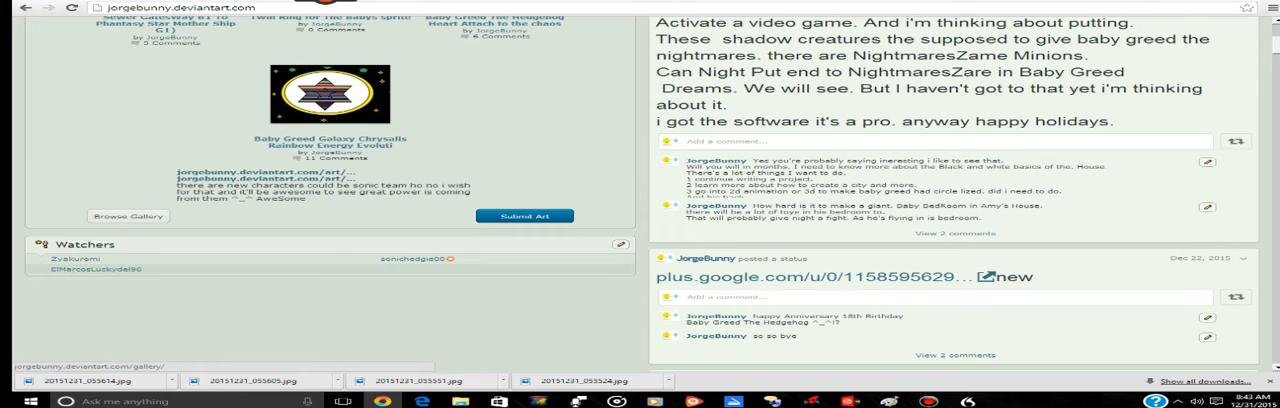 jorgebunny.deviantart.com
Sewer GatesWay B1 To
Phantasy Star Mother Ship
G1)
by JorgeBunny
5 Comments
Twin King For The Babys sprite
by JorgeBunny
0 Comments
Baby Greed The Hedgehog
Heart Attach to the chaos
by JorgeBunny
6 Comments
Baby Greed Galaxy Chrysalis
Rainbow Energy Evoluti
by JorgeBunny
11 Comments
jorgebunny.deviantart.com/art/...
jorgebunny.deviantart.com/art/...
there are new characters could be sonic team ho no i wish
for that and it'll be awesome to see great power is coming
from them ^_^ AweSome
Browse Gallery
Submit Art
Watchers
Zyakuromi
sonichedgie00
ElMarcosLuckydel96
Activate a video game. And i'm thinking about putting.
These shadow creatures the supposed to give baby greed the
nightmares. there are NightmaresZame Minions.
Can Night Put end to NightmaresZare in Baby Greed
Dreams. We will see. But I haven't got to that yet i'm thinking
about it.
i got the software it's a pro. anyway happy holidays.
Add a comment...
JorgeBunny Yes you're probably saying ineresting i like to see that.
Will you will in months. I need to know more about the Black and white basics of the. House
There's a lot of things I want to do.
1 continue writing a project.
2 learn more about how to create a city and more.
3 go into 2d animation or 3d to make baby greed had circle lized. did i need to do.
JorgeBunny How hard is it to make a giant. Baby BedRoom in Amy's House.
there will be a lot of toys in his bedroom to.
That will probably give night a fight. As he's flying in is bedroom.
View 2 comments
JorgeBunny posted a status
Dec 22, 2015
plus.google.com/u/0/1158595629... new
Add a comment...
JorgeBunny happy Anniversary 18th Birthday
Baby Greed The Hedgehog ^_^!?
JorgeBunny so so bye
View 2 comments
jorgebunny.deviantart.com/gallery/
20151231_055614.jpg
20151231_055605.jpg
20151231_055551.jpg
20151231_055524.jpg
Show all downloads...
Ask me anything
8:43 AM
12/31/2015